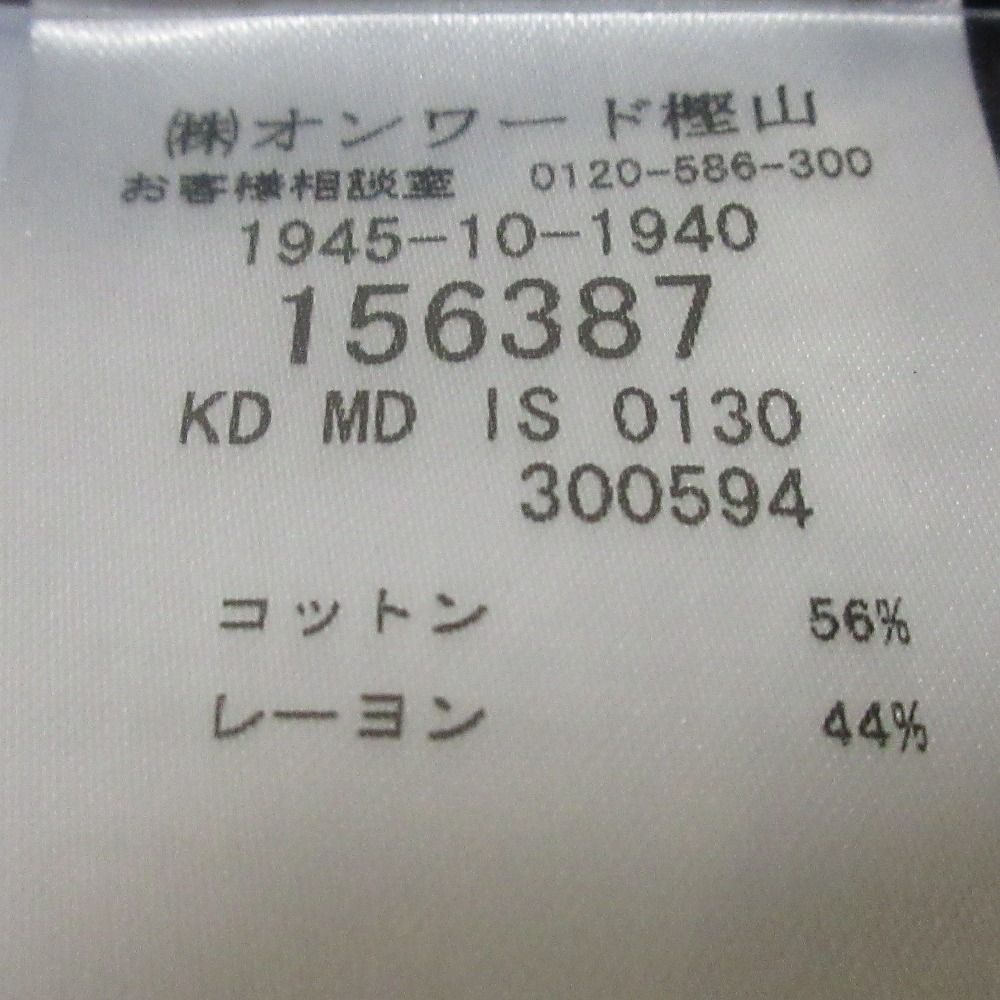 ㈱オンワード樫山
お客様相談室 0120-586-300
1945-10-1940
156387
KD MD IS 0130
300594
コットン 56%
レーヨン 44%